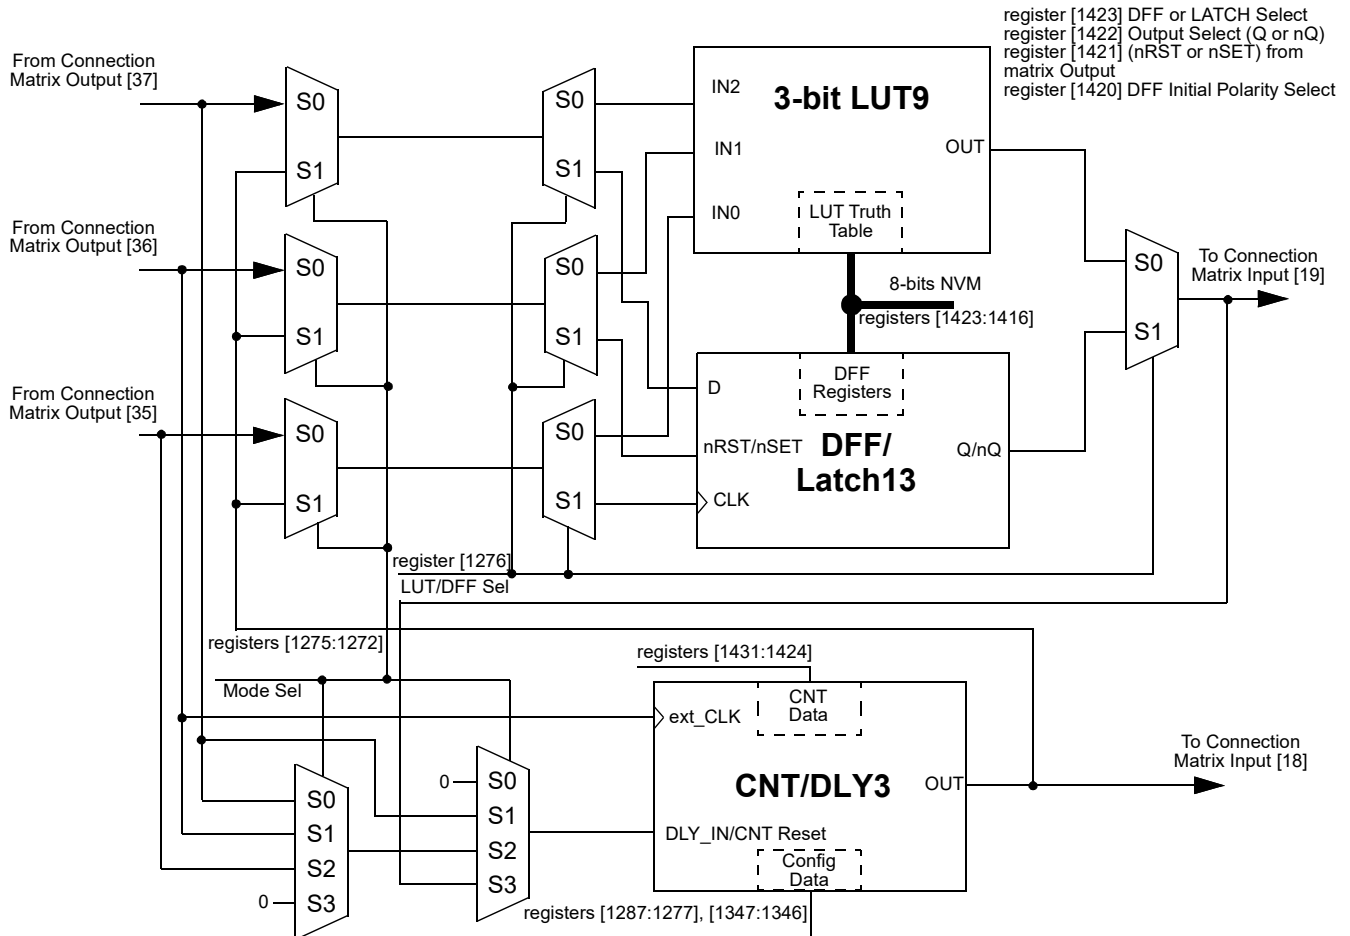 register [1423] DFF or LATCH Select
register [1422] Output Select (Q or nQ)
register [1421] (nRST or nSET) from
matrix Output
register [1420] DFF Initial Polarity Select
From Connection
Matrix Output [37]
S0
S1
S0
S1
IN2
3-bit LUT9
IN1
IN0
OUT
LUT Truth
Table
From Connection
Matrix Output [36]
S0
S1
S0
S1
8-bits NVM
registers [1423:1416]
S0
S1
To Connection
Matrix Input [19]
From Connection
Matrix Output [35]
S0
S1
S0
S1
D
DFF
Registers
nRST/nSET
DFF/
Latch13
Q/nQ
CLK
register [1276]
LUT/DFF Sel
registers [1275:1272]
Mode Sel
registers [1431:1424]
CNT
Data
ext_CLK
CNT/DLY3
OUT
To Connection
Matrix Input [18]
DLY_IN/CNT Reset
Config
Data
0
S0
S1
S2
S3
S0
S1
S2
0
S3
registers [1287:1277], [1347:1346]